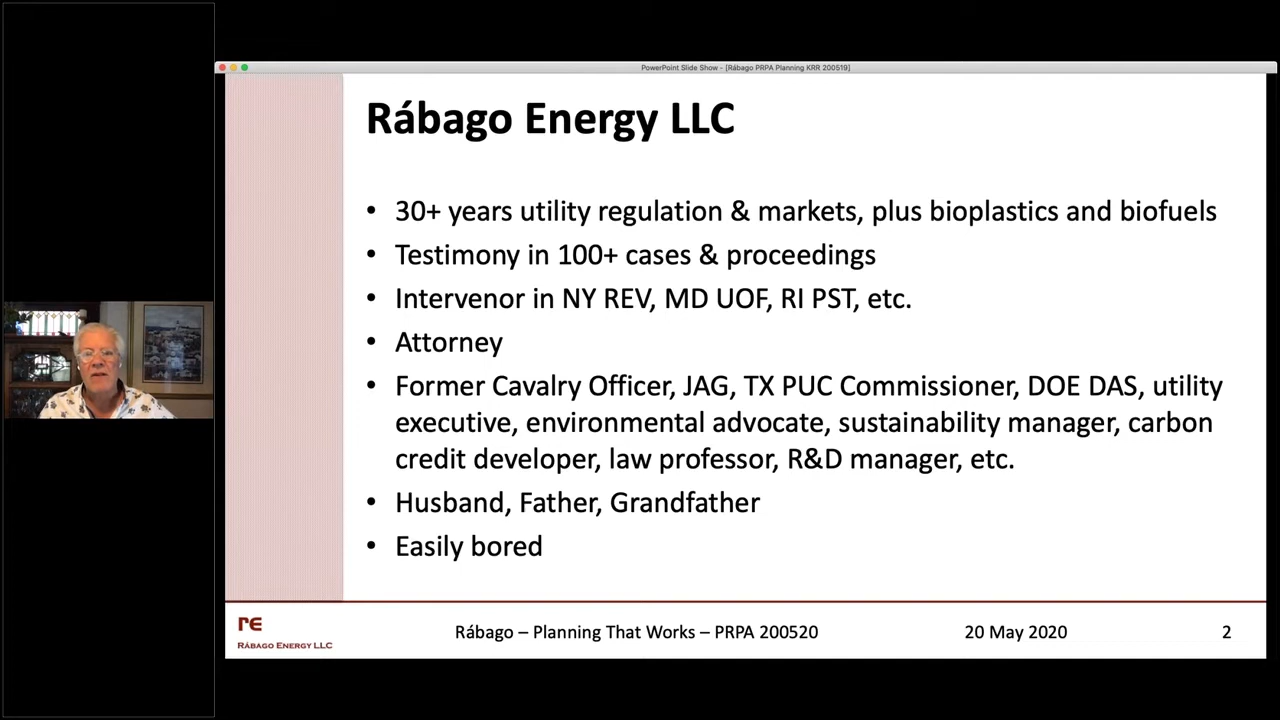 PowerPoint Slide Show - [Rábago PRPA Planning KRR 200519]
Rábago Energy LLC
• 30+ years utility regulation & markets, plus bioplastics and biofuels
• Testimony in 100+ cases & proceedings
• Intervenor in NY REV, MD UOF, RI PST, etc.
• Attorney
• Former Cavalry Officer, JAG, TX PUC Commissioner, DOE DAS, utility
executive, environmental advocate, sustainability manager, carbon
credit developer, law professor, R&D manager, etc.
• Husband, Father, Grandfather
• Easily bored
re
RÁBAGO ENERGY LLC
Rábago – Planning That Works – PRPA 200520
20 May 2020
2